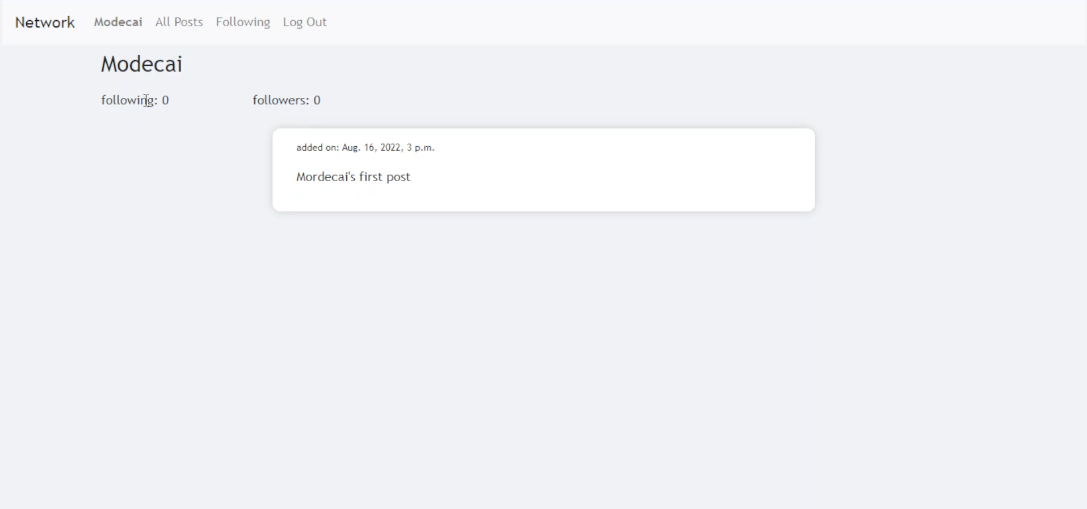 Network Modecai All Posts Following Log Out
Modecai
following: 0 followers: 0
added on: Aug. 16, 2022, 3 p.m.
Mordecai's first post